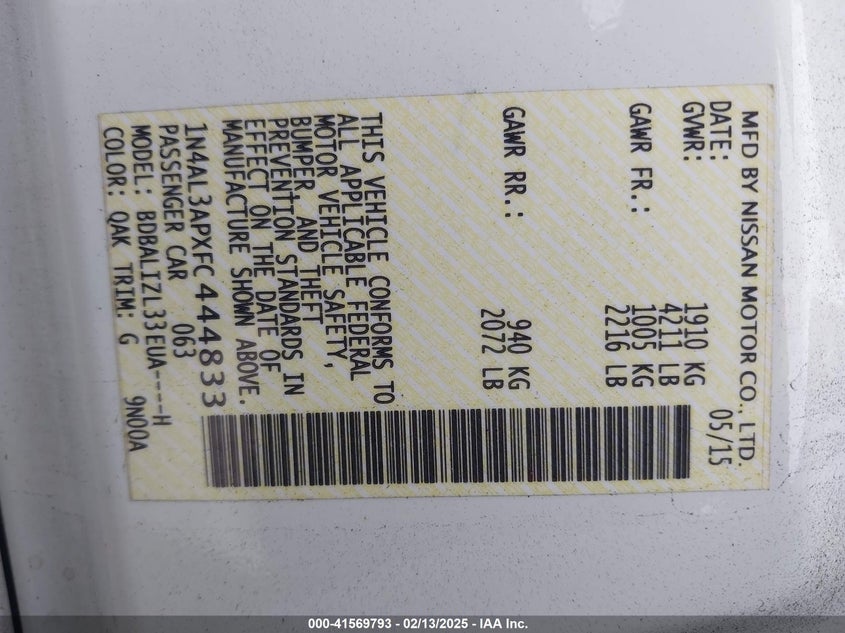 MFD BY NISSAN MOTOR CO., LTD.
DATE: 05/15
GVWR: 1910 KG
4211 LB
GAWR FR.: 1005 KG
2216 LB
GAWR RR.: 940 KG
2072 LB
THIS VEHICLE CONFORMS TO
ALL APPLICABLE FEDERAL
MOTOR VEHICLE SAFETY,
BUMPER, AND THEFT
PREVENTION STANDARDS IN
EFFECT ON THE DATE OF
MANUFACTURE SHOWN ABOVE.
1N4AL3APXFC444833
PASSENGER CAR 063
MODEL: BDBALIZL33EUA----H
COLOR: QAK TRIM: G 9N00A
000-41569793 - 02/13/2025 - IAA Inc.